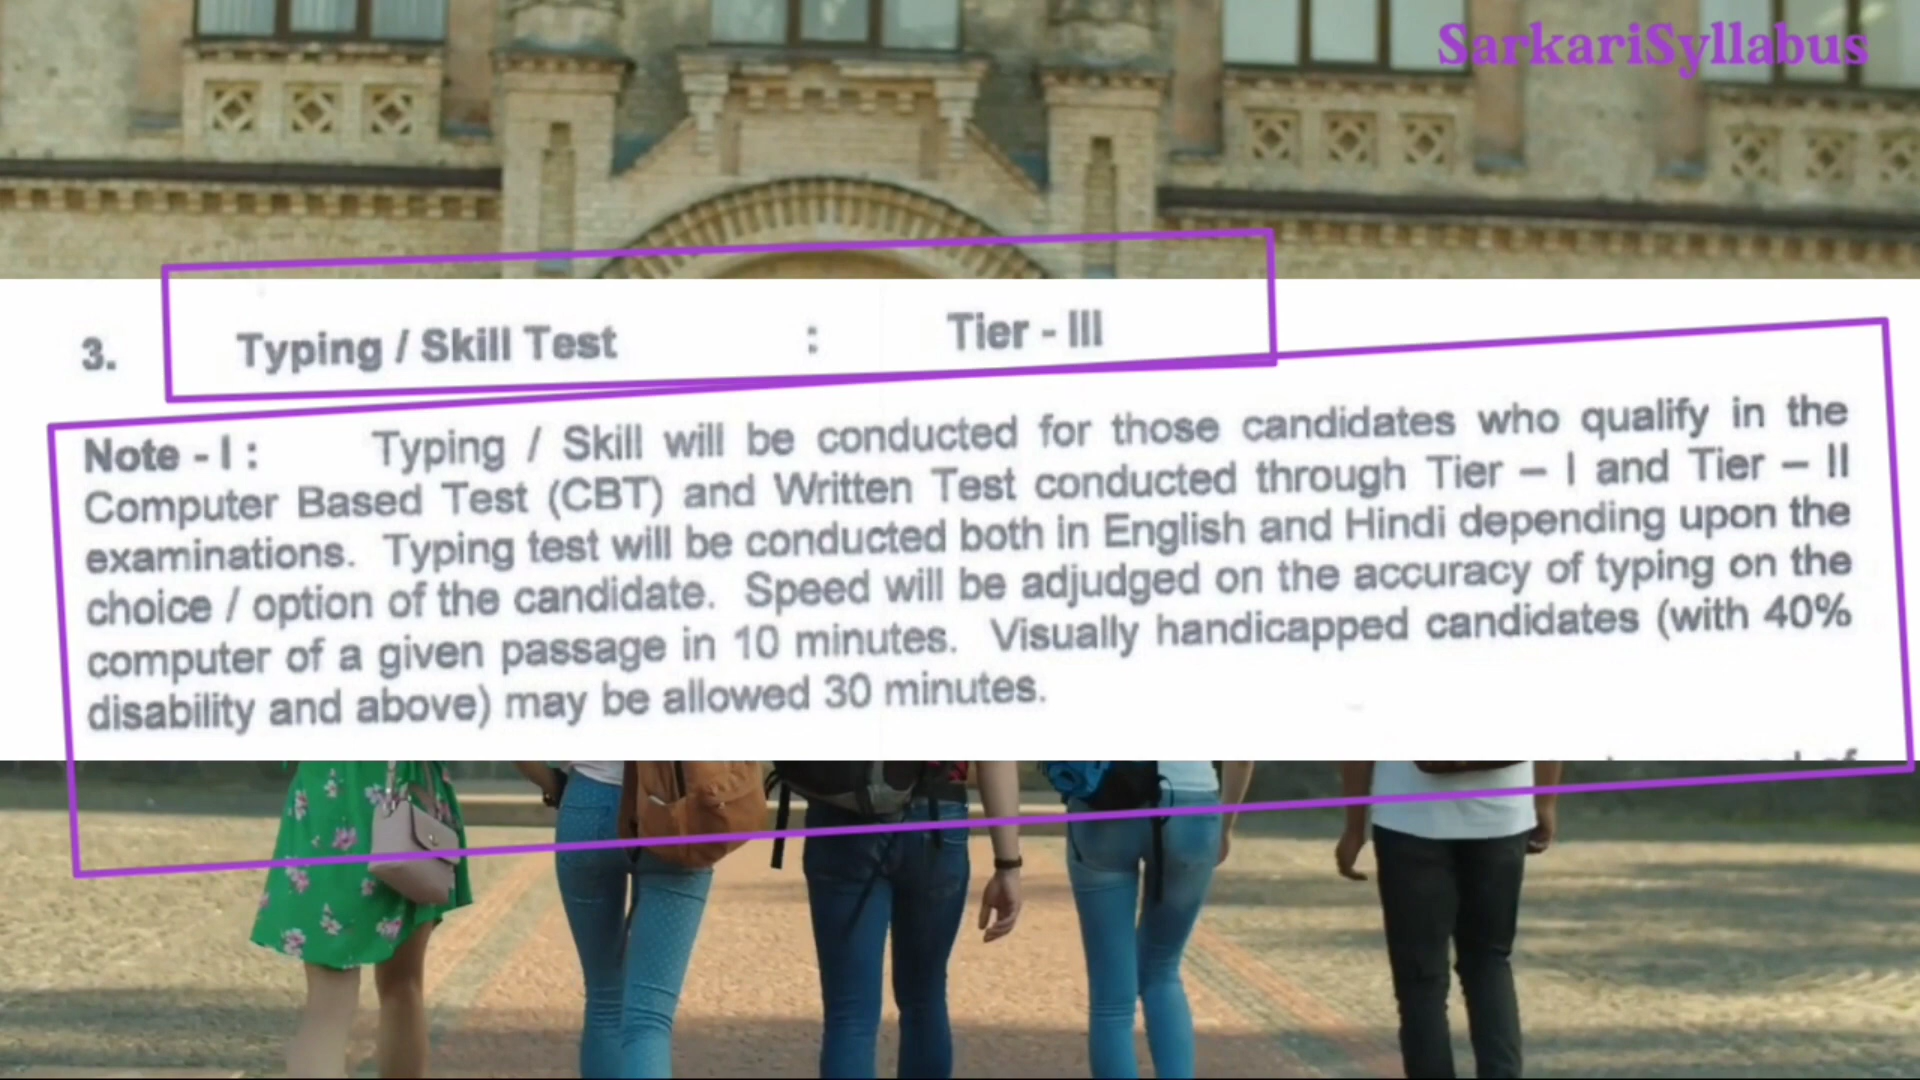 SarkariSyllabus
3. Typing / Skill Test : Tier - III
Note - I : Typing / Skill will be conducted for those candidates who qualify in the
Computer Based Test (CBT) and Written Test conducted through Tier – I and Tier – II
examinations. Typing test will be conducted both in English and Hindi depending upon the
choice / option of the candidate. Speed will be adjudged on the accuracy of typing on the
computer of a given passage in 10 minutes. Visually handicapped candidates (with 40%
disability and above) may be allowed 30 minutes.